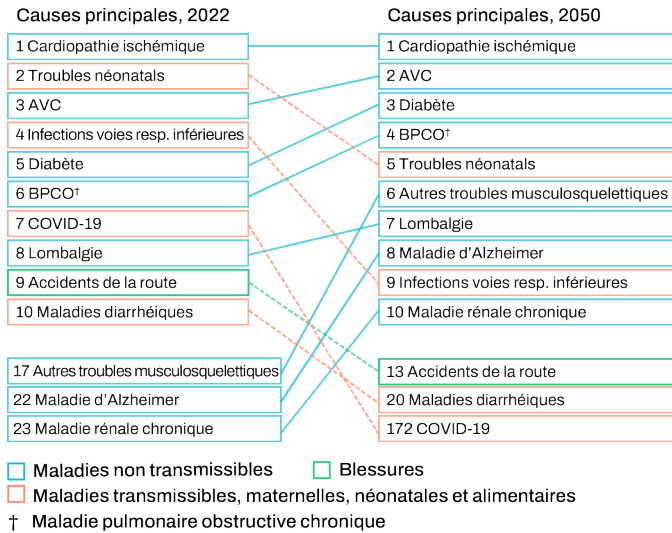 Causes principales, 2022
1 Cardiopathie ischémique
2 Troubles néonatals
3 AVC
4 Infections voies resp. inférieures
5 Diabète
6 BPCO†
7 COVID-19
8 Lombalgie
9 Accidents de la route
10 Maladies diarrhéiques
17 Autres troubles musculosquelettiques
22 Maladie d’Alzheimer
23 Maladie rénale chronique
Causes principales, 2050
1 Cardiopathie ischémique
2 AVC
3 Diabète
4 BPCO†
5 Troubles néonatals
6 Autres troubles musculosquelettiques
7 Lombalgie
8 Maladie d’Alzheimer
9 Infections voies resp. inférieures
10 Maladie rénale chronique
13 Accidents de la route
20 Maladies diarrhéiques
172 COVID-19
Maladies non transmissibles
Blessures
Maladies transmissibles, maternelles, néonatales et alimentaires
† Maladie pulmonaire obstructive chronique